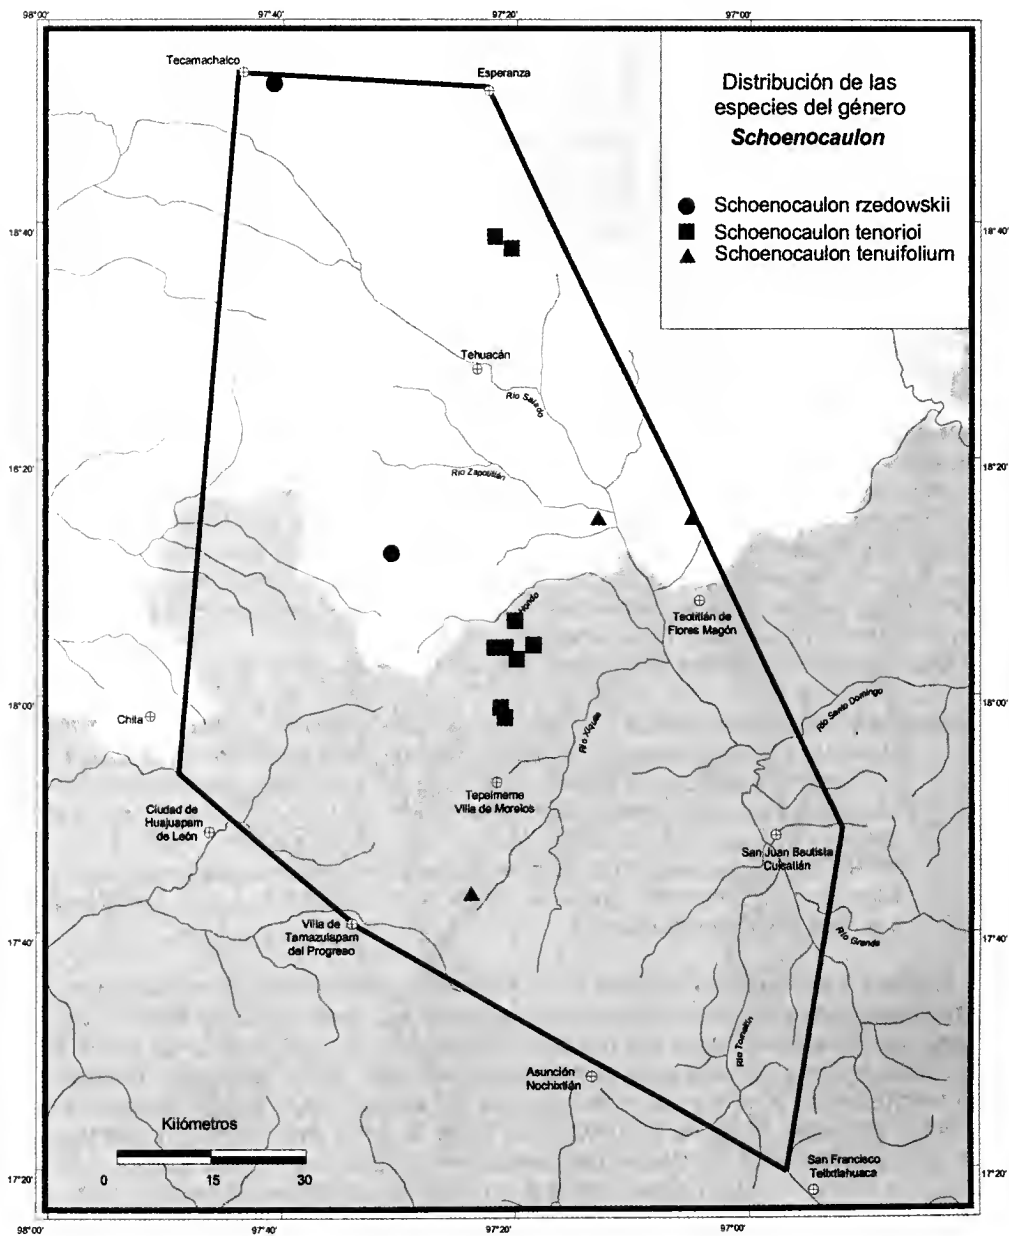 98°00'
97°40'
97°20'
97°00'
Tecamachalco
Esperanza
Distribución de las
especies del género
Schoenocaulon
Schoenocaulon rzedowskii
Schoenocaulon tenorioi
Schoenocaulon tenuifolium
18°40'
18°40'
Tehuacán
Río Salado
18°20'
18°20'
Río Zapotitlán
Hondo
Teotitlán de
Flores Magón
18°00'
18°00'
Chila
Río Santo Domingo
Río Xiquila
Tepelmeme
Villa de Morelos
Ciudad de
Huajuapam
de León
San Juan Bautista
Cuicatlán
Villa de
Tamazulapam
del Progreso
17°40'
17°40'
Río Grande
Río Tomellín
Asunción
Nochixtlán
Kilómetros
0 15 30
San Francisco
Telixtlahuaca
17°20'
17°20'
98°00'
97°40'
97°20'
97°00'